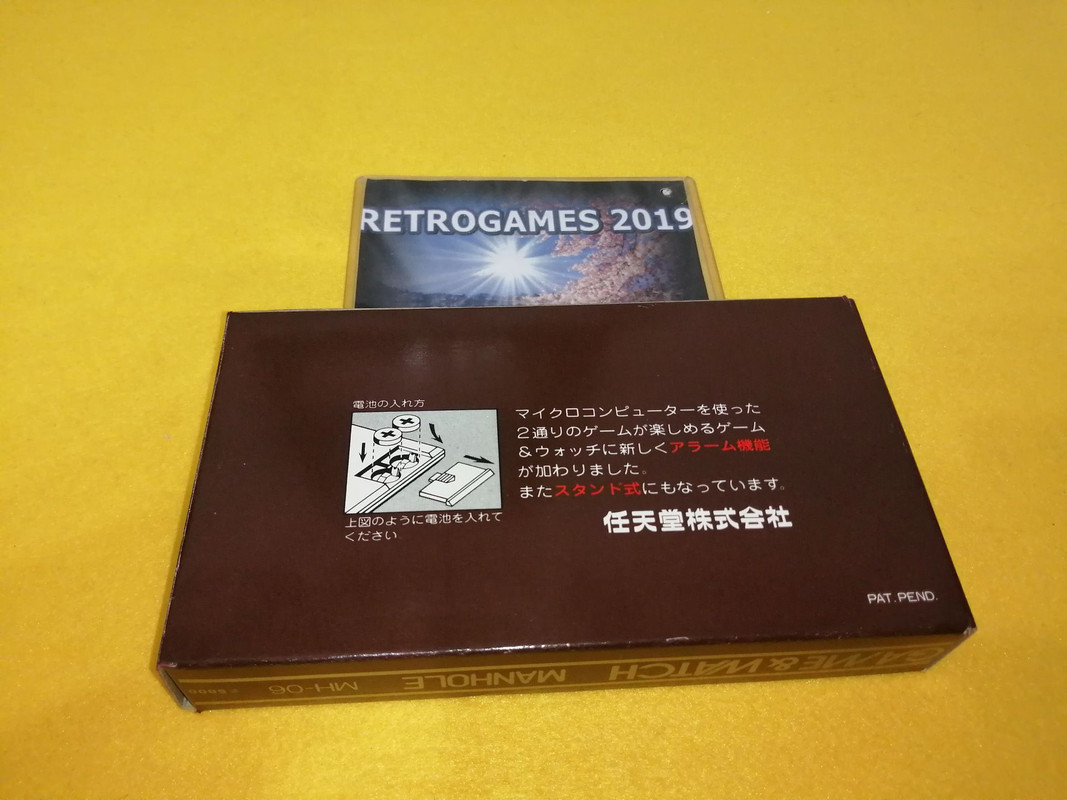 RETROGAMES 2019
電池の入れ方
上図のように電池を入れて
ください
マイクロコンピューターを使った
2通りのゲームが楽しめるゲーム
&ウォッチに新しくアラーム機能
が加わりました。
またスタンド式にもなっています。
任天堂株式会社
PAT.PEND.
GAME&WATCH MANHOLE MH-06